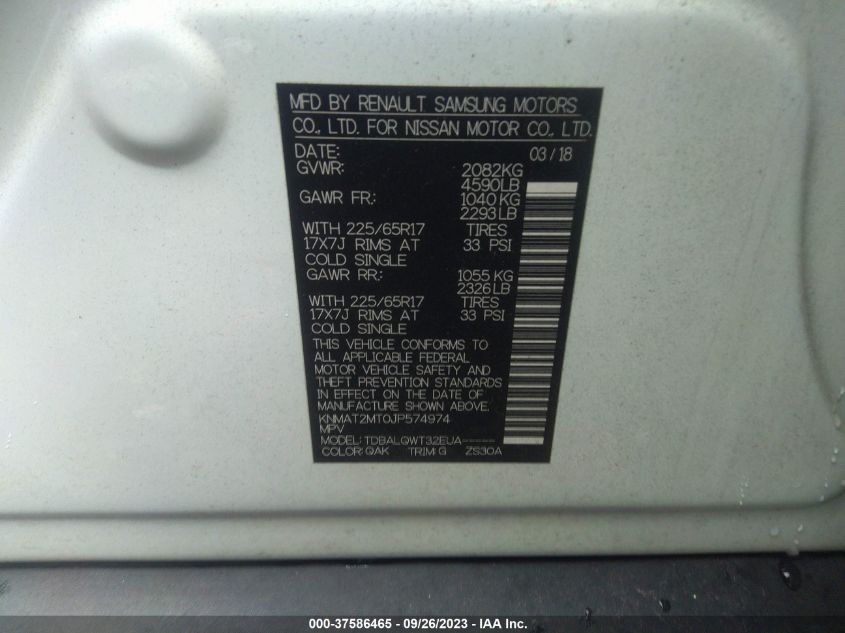 MFD BY RENAULT SAMSUNG MOTORS
CO., LTD. FOR NISSAN MOTOR CO., LTD.
DATE: 03/18
GVWR: 2082KG
4590LB
GAWR FR.: 1040KG
2293LB
WITH 225/65R17 TIRES
17X7J RIMS AT 33 PSI
COLD SINGLE
GAWR RR.: 1055KG
2326LB
WITH 225/65R17 TIRES
17X7J RIMS AT 33 PSI
COLD SINGLE
THIS VEHICLE CONFORMS TO
ALL APPLICABLE FEDERAL
MOTOR VEHICLE SAFETY AND
THEFT PREVENTION STANDARDS
IN EFFECT ON THE DATE OF
MANUFACTURE SHOWN ABOVE.
KNMAT2MT0JP574974
MPV
MODEL: TDBALQWT32EUA-----
COLOR: QAK TRIM: G ZS30A
000-37586465 - 09/26/2023 - IAA Inc.